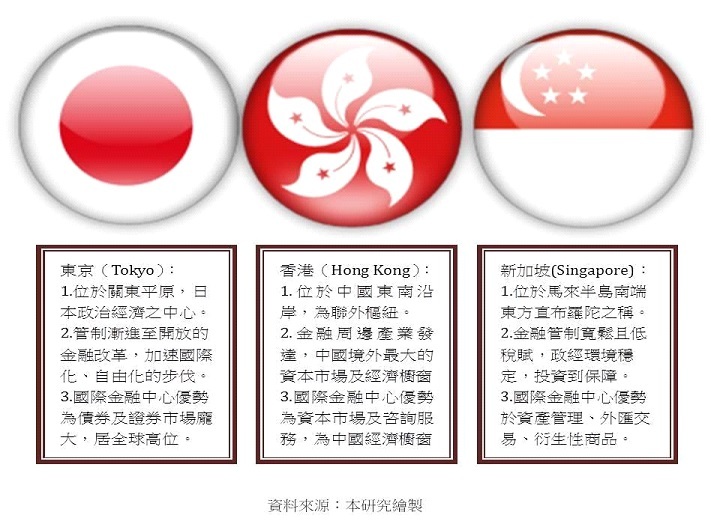 東京（Tokyo）：
1.位於關東平原，日
本政治經濟之中心。
2.管制漸進至開放的
金融改革，加速國際
化、自由化的步伐。
3.國際金融中心優勢
為債券及證券市場龐
大，居全球高位。
香港（Hong Kong）：
1.位於中國東南沿
岸，為聯外樞紐。
2.金融周邊產業發
達，中國境外最大的
資本市場及經濟櫥窗
3.國際金融中心優勢
為資本市場及咨詢服
務，為中國經濟櫥窗
新加坡(Singapore)：
1.位於馬來半島南端
東方直布羅陀之稱。
2.金融管制寬鬆且低
稅賦，政經環境穩
定，投資到保障。
3.國際金融中心優勢
於資產管理、外匯交
易、衍生性商品。
資料來源：本研究繪製